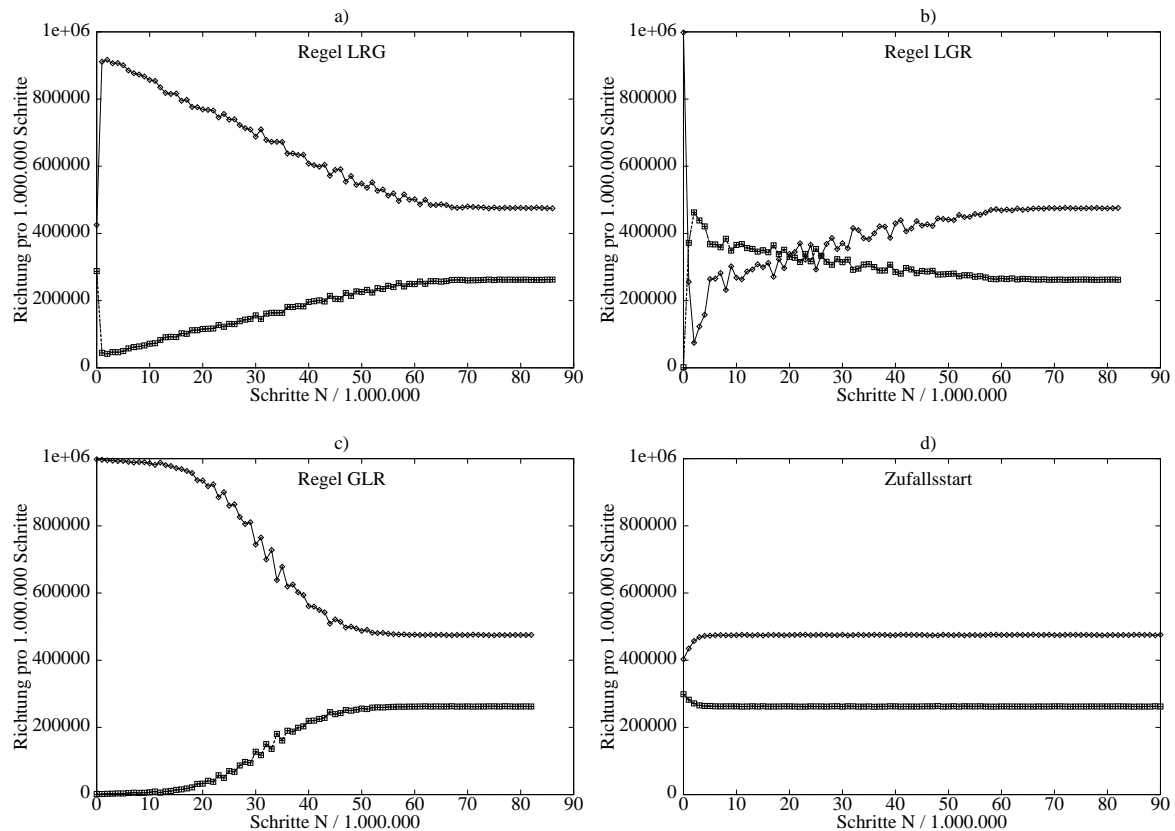 a)
Regel LRG
Richtung pro 1.000.000 Schritte
1e+06
800000
600000
400000
200000
0
0 10 20 30 40 50 60 70 80 90
Schritte N / 1.000.000
b)
Regel LGR
Richtung pro 1.000.000 Schritte
1e+06
800000
600000
400000
200000
0
0 10 20 30 40 50 60 70 80 90
Schritte N / 1.000.000
c)
Regel GLR
Richtung pro 1.000.000 Schritte
1e+06
800000
600000
400000
200000
0
0 10 20 30 40 50 60 70 80 90
Schritte N / 1.000.000
d)
Zufallsstart
Richtung pro 1.000.000 Schritte
1e+06
800000
600000
400000
200000
0
0 10 20 30 40 50 60 70 80 90
Schritte N / 1.000.000